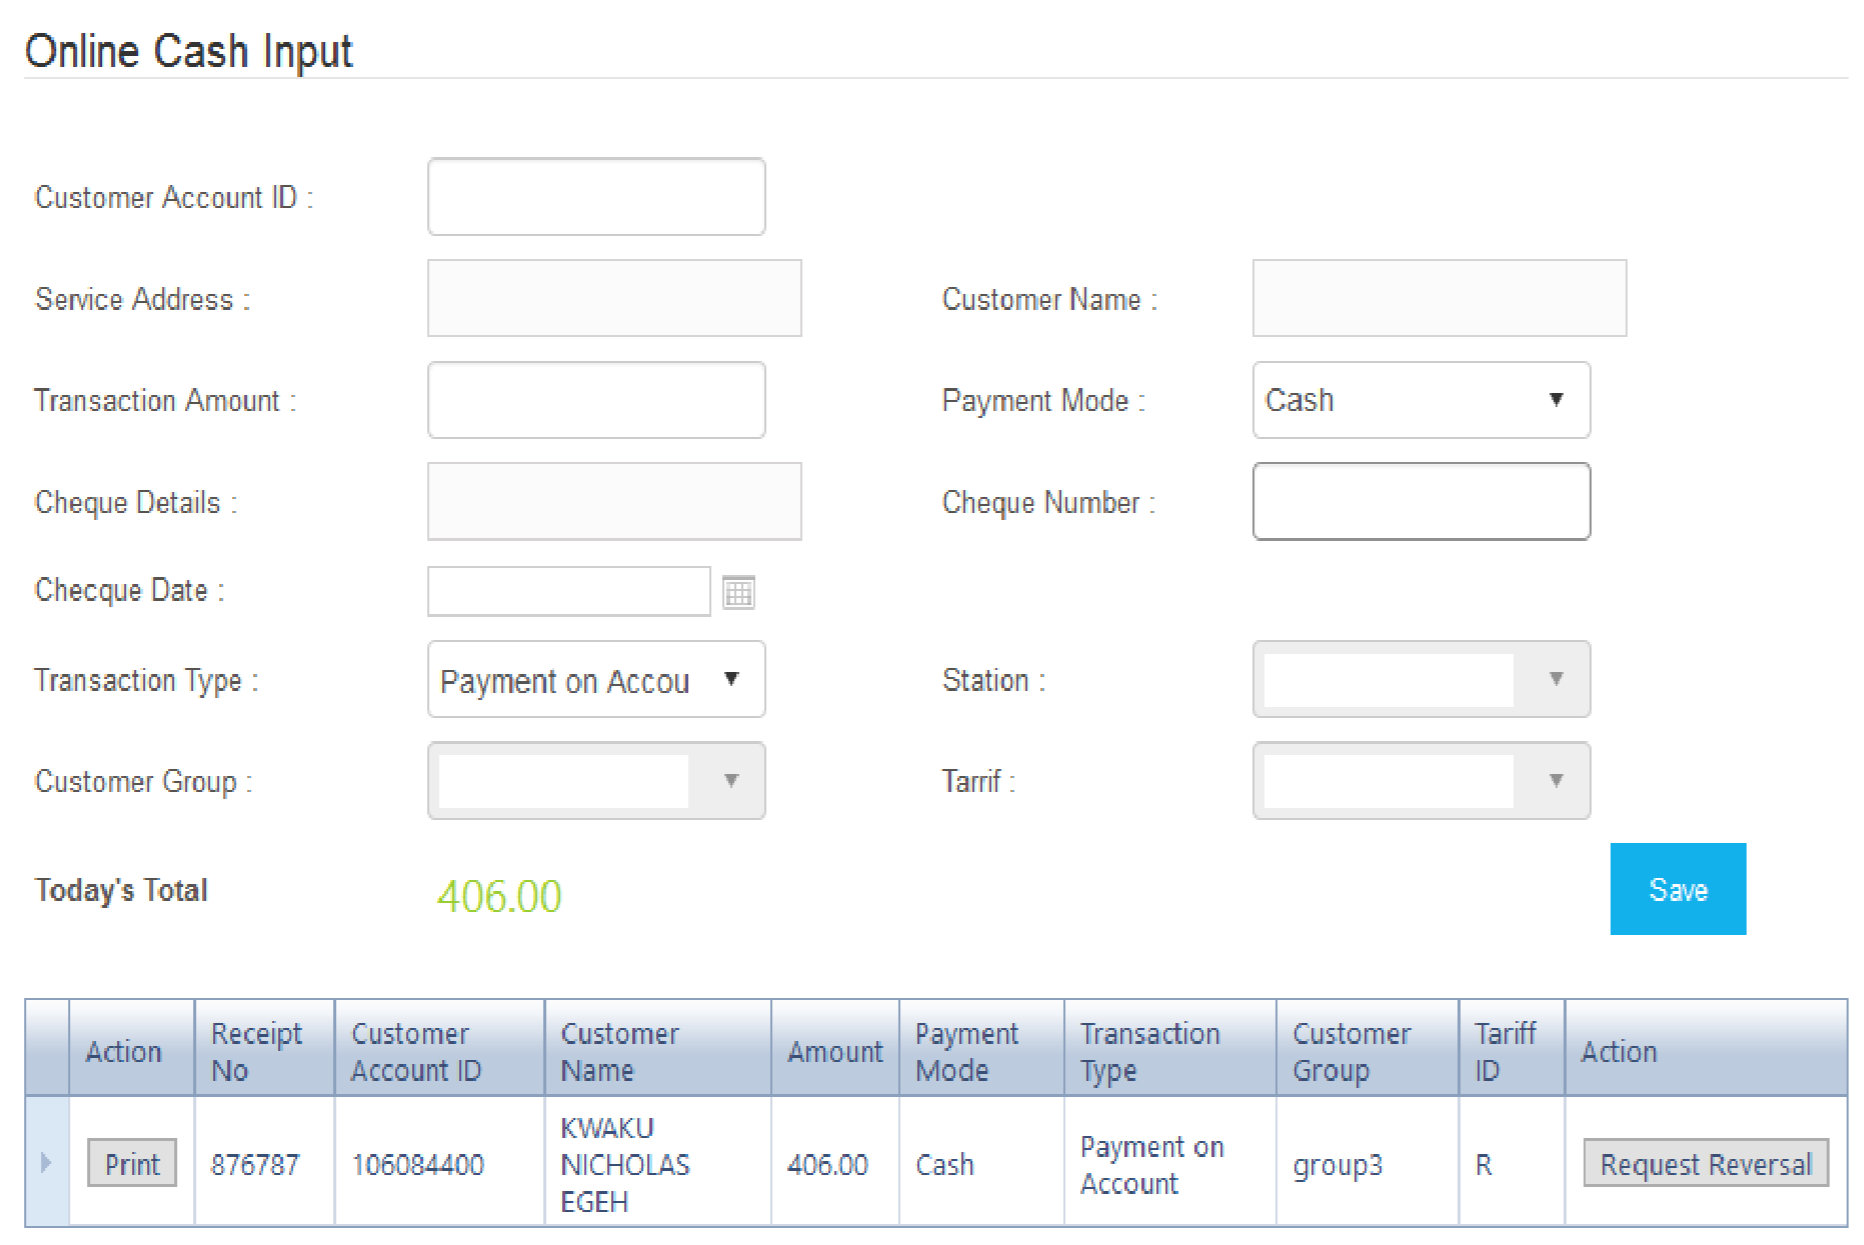 Online Cash Input
Customer Account ID :
Service Address :
Customer Name :
Transaction Amount :
Payment Mode :
Cash
Cheque Details :
Cheque Number :
Checque Date :
Transaction Type :
Payment on Accou
Station :
Customer Group :
Tarrif :
Today's Total
406.00
Save
Action
Receipt No
Customer Account ID
Customer Name
Amount
Payment Mode
Transaction Type
Customer Group
Tariff ID
Action
Print
876787
106084400
KWAKU
NICHOLAS
EGEH
406.00
Cash
Payment on
Account
group3
R
Request Reversal